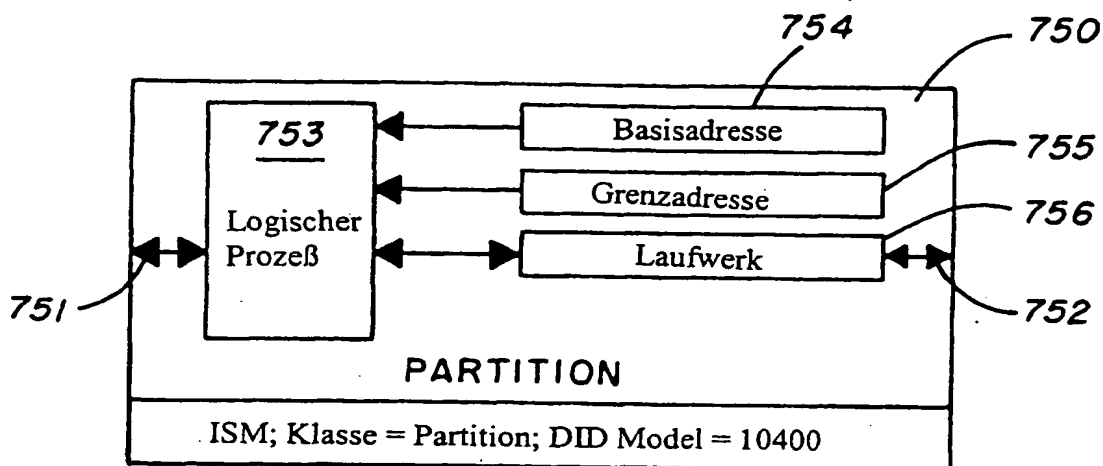 754
750
753
Basisadresse
755
Grenzadresse
756
Logischer
Prozeß
Laufwerk
751
752
PARTITION
ISM; Klasse = Partition; DID Model = 10400